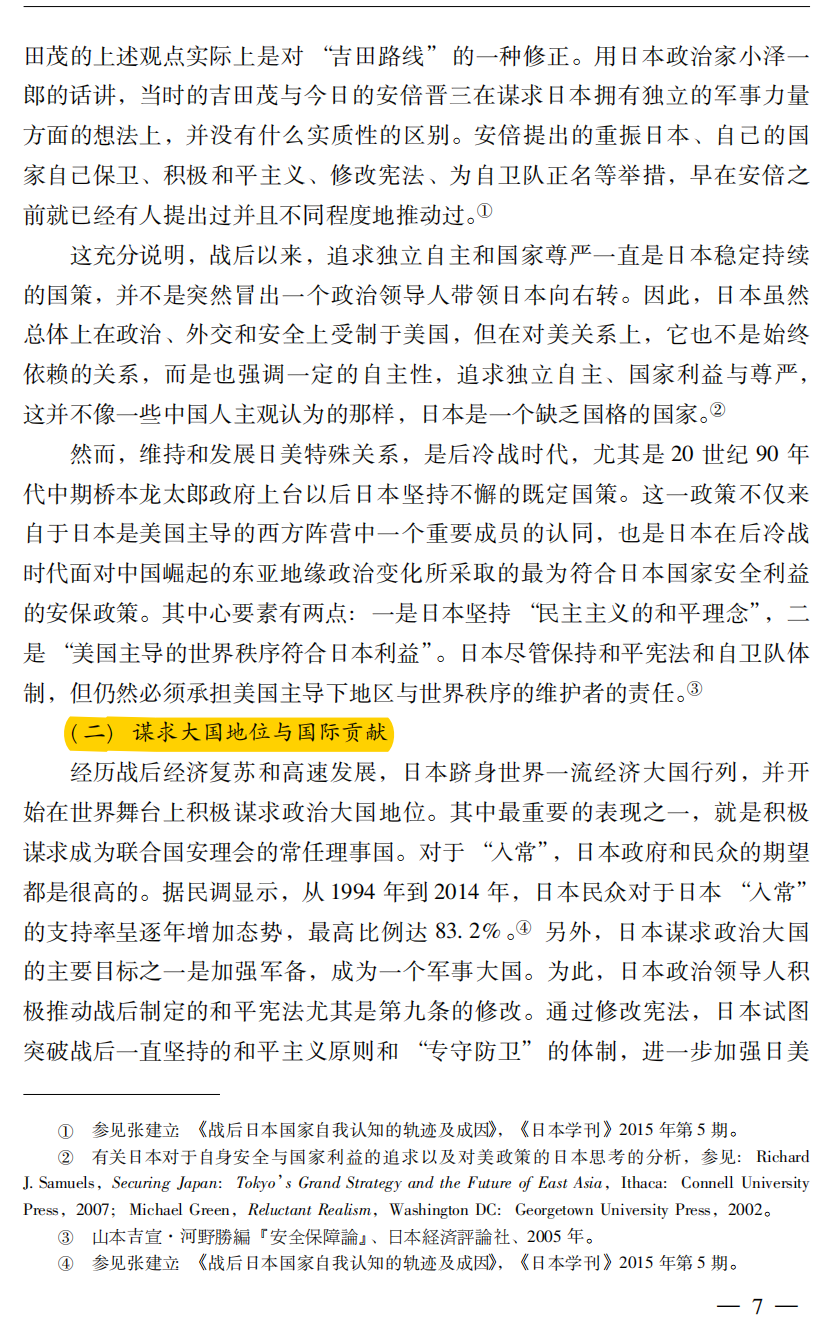 田茂的上述观点实际上是对“吉田路线”的一种修正。用日本政治家小泽一
郎的话讲，当时的吉田茂与今日的安倍晋三在谋求日本拥有独立的军事力量
方面的想法上，并没有什么实质性的区别。安倍提出的重振日本、自己的国
家自己保卫、积极和平主义、修改宪法、为自卫队正名等举措，早在安倍之
前就已经有人提出过并且不同程度地推动过。①
这充分说明，战后以来，追求独立自主和国家尊严一直是日本稳定持续
的国策，并不是突然冒出一个政治领导人带领日本向右转。因此，日本虽然
总体上在政治、外交和安全上受制于美国，但在对美关系上，它也不是始终
依赖的关系，而是也强调一定的自主性，追求独立自主、国家利益与尊严，
这并不像一些中国人主观认为的那样，日本是一个缺乏国格的国家。②
然而，维持和发展日美特殊关系，是后冷战时代，尤其是 20 世纪 90 年
代中期桥本龙太郎政府上台以后日本坚持不懈的既定国策。这一政策不仅来
自于日本是美国主导的西方阵营中一个重要成员的认同，也是日本在后冷战
时代面对中国崛起的东亚地缘政治变化所采取的最为符合日本国家安全利益
的安保政策。其中心要素有两点：一是日本坚持“民主主义的和平理念”，二
是“美国主导的世界秩序符合日本利益”。日本尽管保持和平宪法和自卫队体
制，但仍然必须承担美国主导下地区与世界秩序的维护者的责任。③
（二）谋求大国地位与国际贡献
经历战后经济复苏和高速发展，日本跻身世界一流经济大国行列，并开
始在世界舞台上积极谋求政治大国地位。其中最重要的表现之一，就是积极
谋求成为联合国安理会的常任理事国。对于“入常”，日本政府和民众的期望
都是很高的。据民调显示，从 1994 年到 2014 年，日本民众对于日本“入常”
的支持率呈逐年增加态势，最高比例达 83. 2% 。④ 另外，日本谋求政治大国
的主要目标之一是加强军备，成为一个军事大国。为此，日本政治领导人积
极推动战后制定的和平宪法尤其是第九条的修改。通过修改宪法，日本试图
突破战后一直坚持的和平主义原则和“专守防卫”的体制，进一步加强日美
① 参见张建立 《战后日本国家自我认知的轨迹及成因》，《日本学刊》2015 年第 5 期。
② 有关日本对于自身安全与国家利益的追求以及对美政策的日本思考的分析，参见：Richard
J. Samuels，Securing Japan：Tokyo’s Grand Strategy and the Future of East Asia，Ithaca：Connell University
Press，2007；Michael Green，Reluctant Realism，Washington DC：Georgetown University Press，2002。
③ 山本吉宣・河野勝編『安全保障論』、日本経済評論社、2005 年。
④ 参见张建立 《战后日本国家自我认知的轨迹及成因》，《日本学刊》2015 年第 5 期。
— 7 —